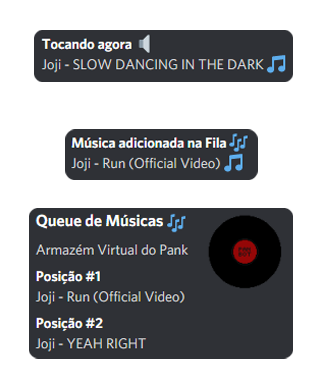 Tocando agora
Joji - SLOW DANCING IN THE DARK
Música adicionada na Fila
Joji - Run (Official Video)
Queue de Músicas
Armazém Virtual do Pank
Posição #1
Joji - Run (Official Video)
Posição #2
Joji - YEAH RIGHT